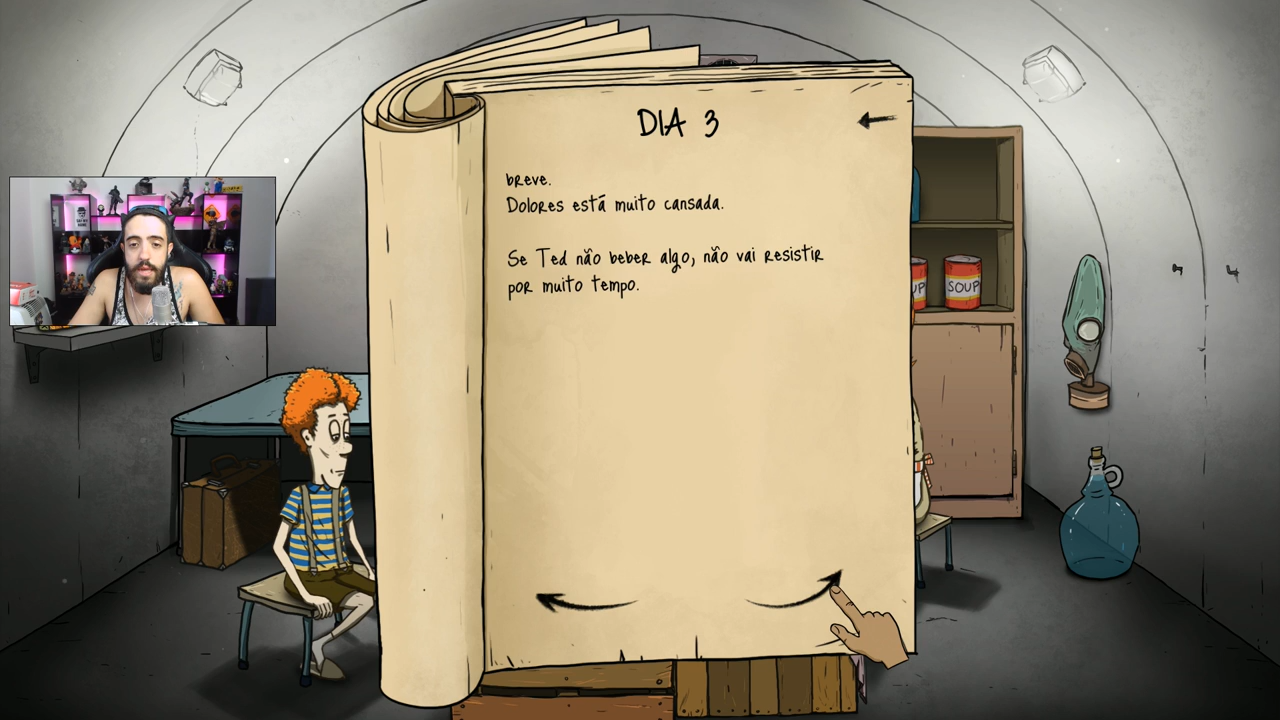 DIA 3
breve.
Dolores está muito cansada.
Se Ted não beber algo, não vai resistir
por muito tempo.
UP
SOUP